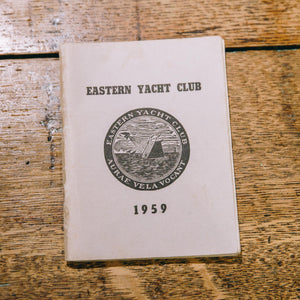 EASTERN YACHT CLUB
EASTERN YACHT CLUB
AURAE VELA VOCANT
1959